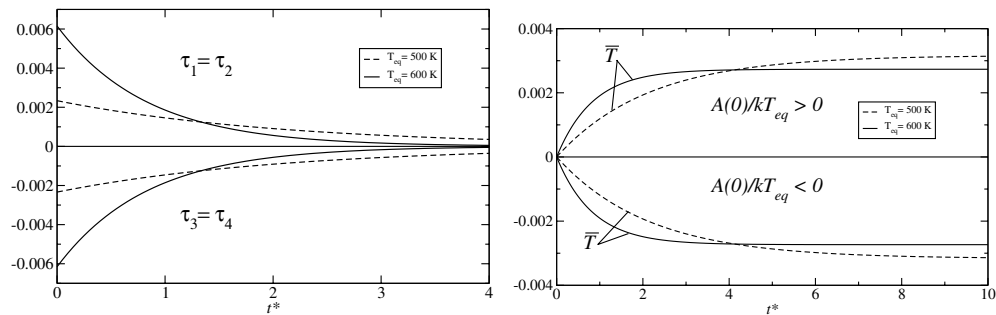 0.006
0.004
0.002
0
-0.002
-0.004
-0.006
τ1= τ2
Teq= 500 K
Teq= 600 K
τ3= τ4
0 1 2 3 4
t*
0.004
0.002
0
-0.002
-0.004
T̅
A(0)/kTeq > 0
Teq= 500 K
Teq= 600 K
A(0)/kTeq < 0
T̅
0 2 4 6 8 10
t*